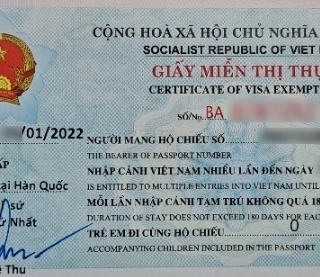 CỘNG HOÀ XÃ HỘI CHỦ NGHĨA
SOCIALIST REPUBLIC OF VIET
GIẤY MIỄN THỊ THỰ
CERTIFICATE OF VISA EXEMPT
SỐ/No. BA
/01/2022
NGƯỜI MANG HỘ CHIẾU SỐ
THE BEARER OF PASSPORT NUMBER
ẤP
NHẬP CẢNH VIỆT NAM NHIỀU LẦN ĐẾN NGÀY
ại Hàn Quốc
IS ENTITLED TO MULTIPLE ENTRIES INTO VIET NAM UNTIL
MỖI LẦN NHẬP CẢNH TẠM TRÚ KHÔNG QUÁ 18
sứ
DURATION OF STAY DOES NOT EXCEED 180 DAYS FOR EACH
ứ Nhất
TRẺ EM ĐI CÙNG HỘ CHIẾU 0
ACCOMPANYING CHILDREN INCLUDED IN THE PASSPORT
Thu